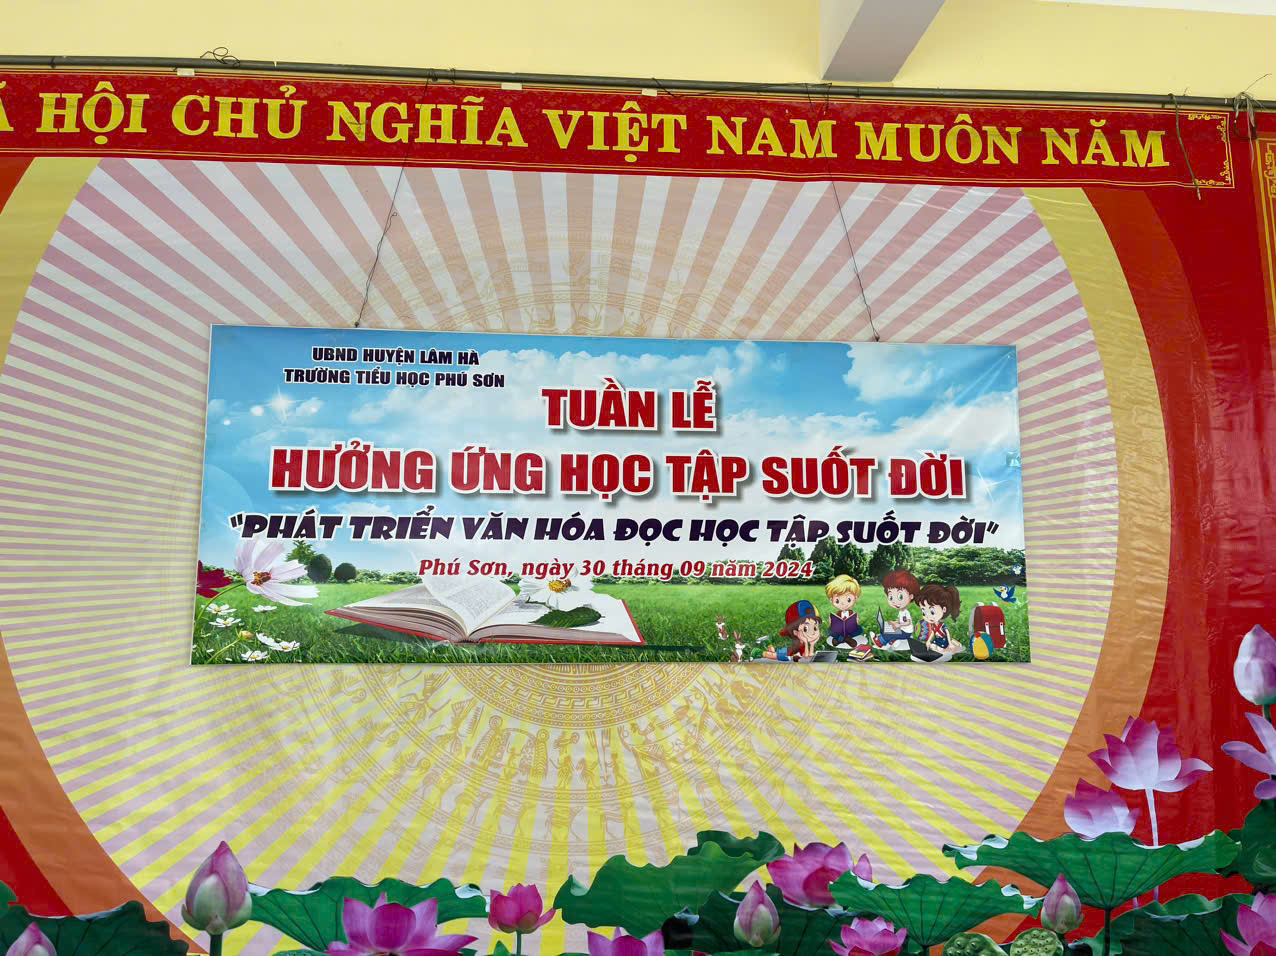 HỘI CHỦ NGHĨA VIỆT NAM MUÔN NĂM
UBND HUYỆN LÂM HÀ
TRƯỜNG TIỂU HỌC PHÚ SƠN
TUẦN LỄ
HƯỞNG ỨNG HỌC TẬP SUỐT ĐỜI
"PHÁT TRIỂN VĂN HÓA ĐỌC HỌC TẬP SUỐT ĐỜI"
Phú Sơn, ngày 30 tháng 09 năm 2024